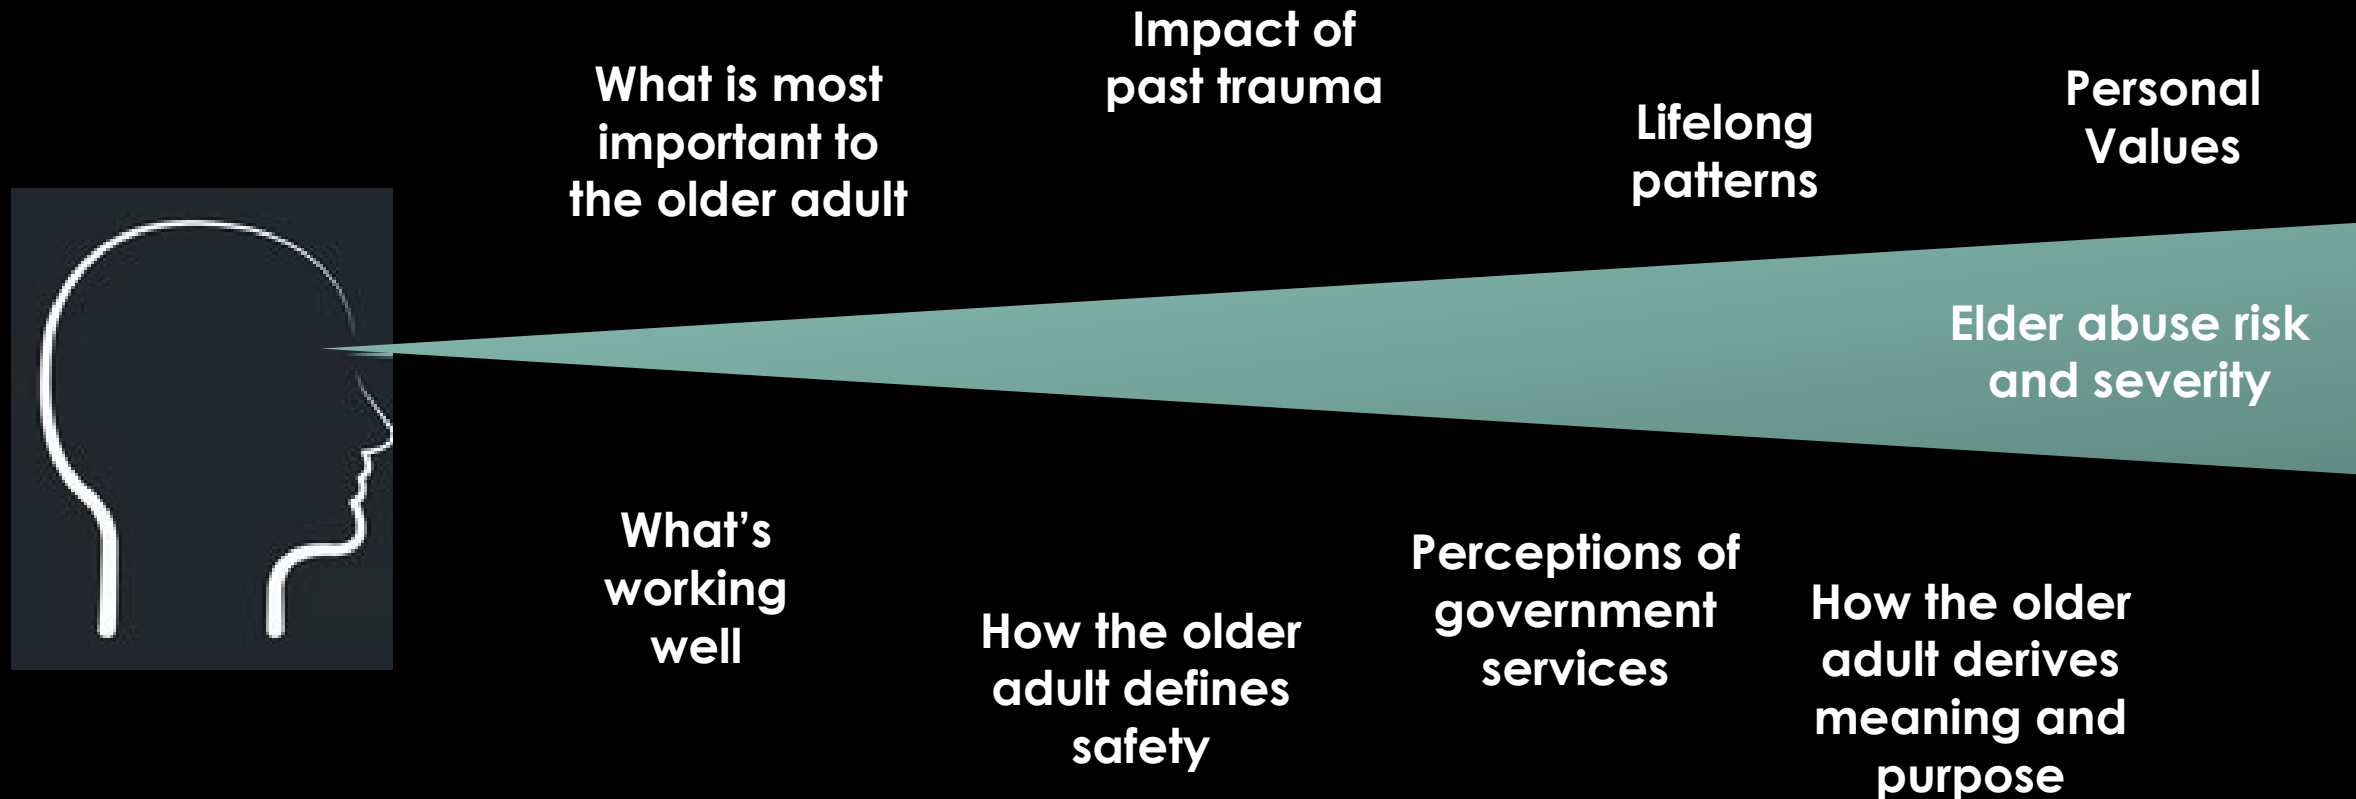 Impact of
past trauma
What is most
important to
the older adult
Lifelong
patterns
Personal
Values
Elder abuse risk
and severity
What's
working
well
How the older
adult defines
safety
Perceptions of
government
services
How the older
adult derives
meaning and
purpose